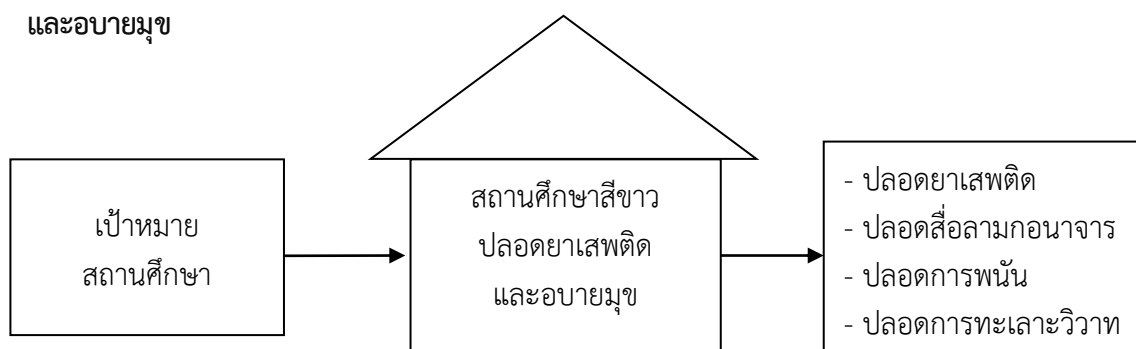 และอบายมุข
เป้าหมาย
สถานศึกษา
สถานศึกษาสีขาว
ปลอดยาเสพติด
และอบายมุข
- ปลอดยาเสพติด
- ปลอดสื่อลามกอนาจาร
- ปลอดการพนัน
- ปลอดการทะเลาะวิวาท